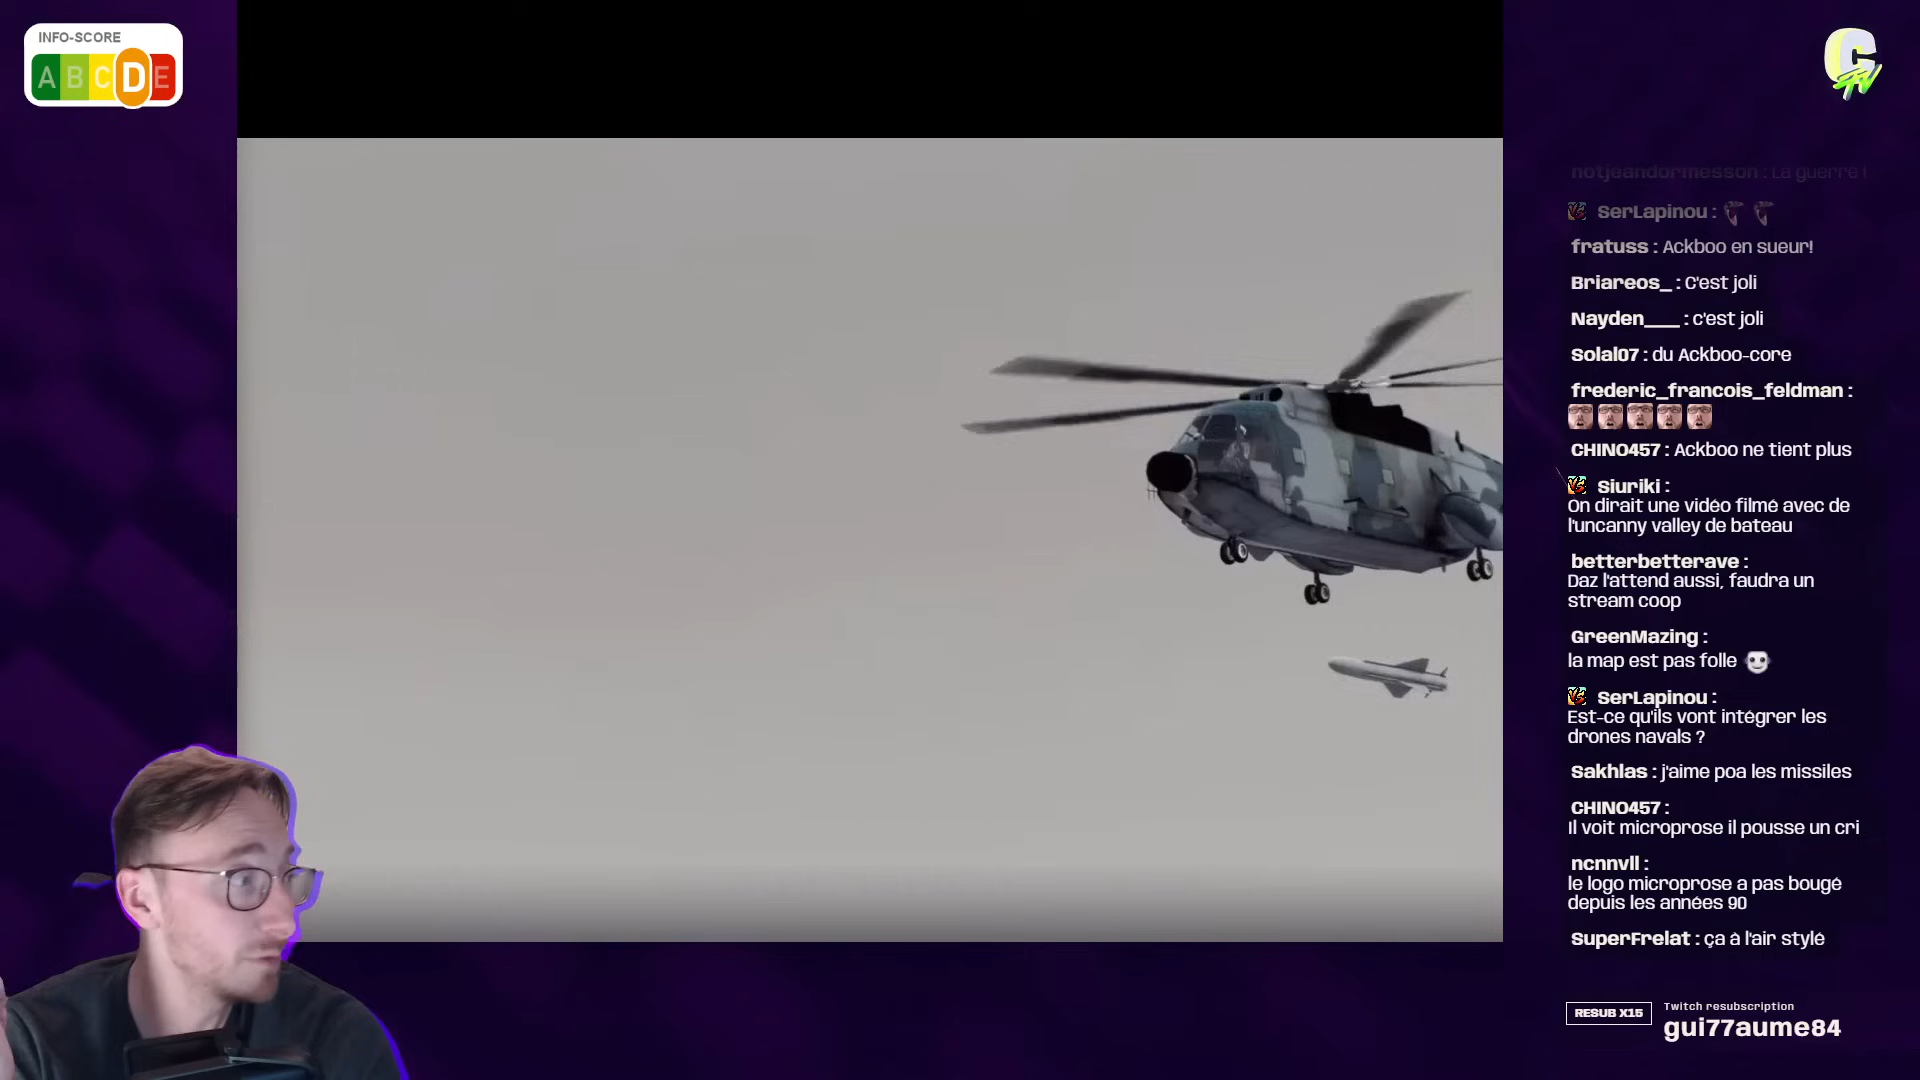 INFO-SCORE
A B C D E
C
TV
notjeandormesson : La guerre !
SerLapinou :
fratuss : Ackboo en sueur!
Briareos_ : C'est joli
Nayden___ : c'est joli
Solal07 : du Ackboo-core
frederic_francois_feldman :
CHINO457 : Ackboo ne tient plus
Siuriki :
On dirait une vidéo filmé avec de
l'uncanny valley de bateau
betterbetterave :
Daz l'attend aussi, faudra un
stream coop
GreenMazing :
la map est pas folle
SerLapinou :
Est-ce qu'ils vont intégrer les
drones navals ?
Sakhlas : j'aime poa les missiles
CHINO457 :
Il voit microprose il pousse un cri
ncnnvll :
le logo microprose a pas bougé
depuis les années 90
SuperFrelat : ça à l'air stylé
RESUB X15
Twitch resubscription
gui77aume84